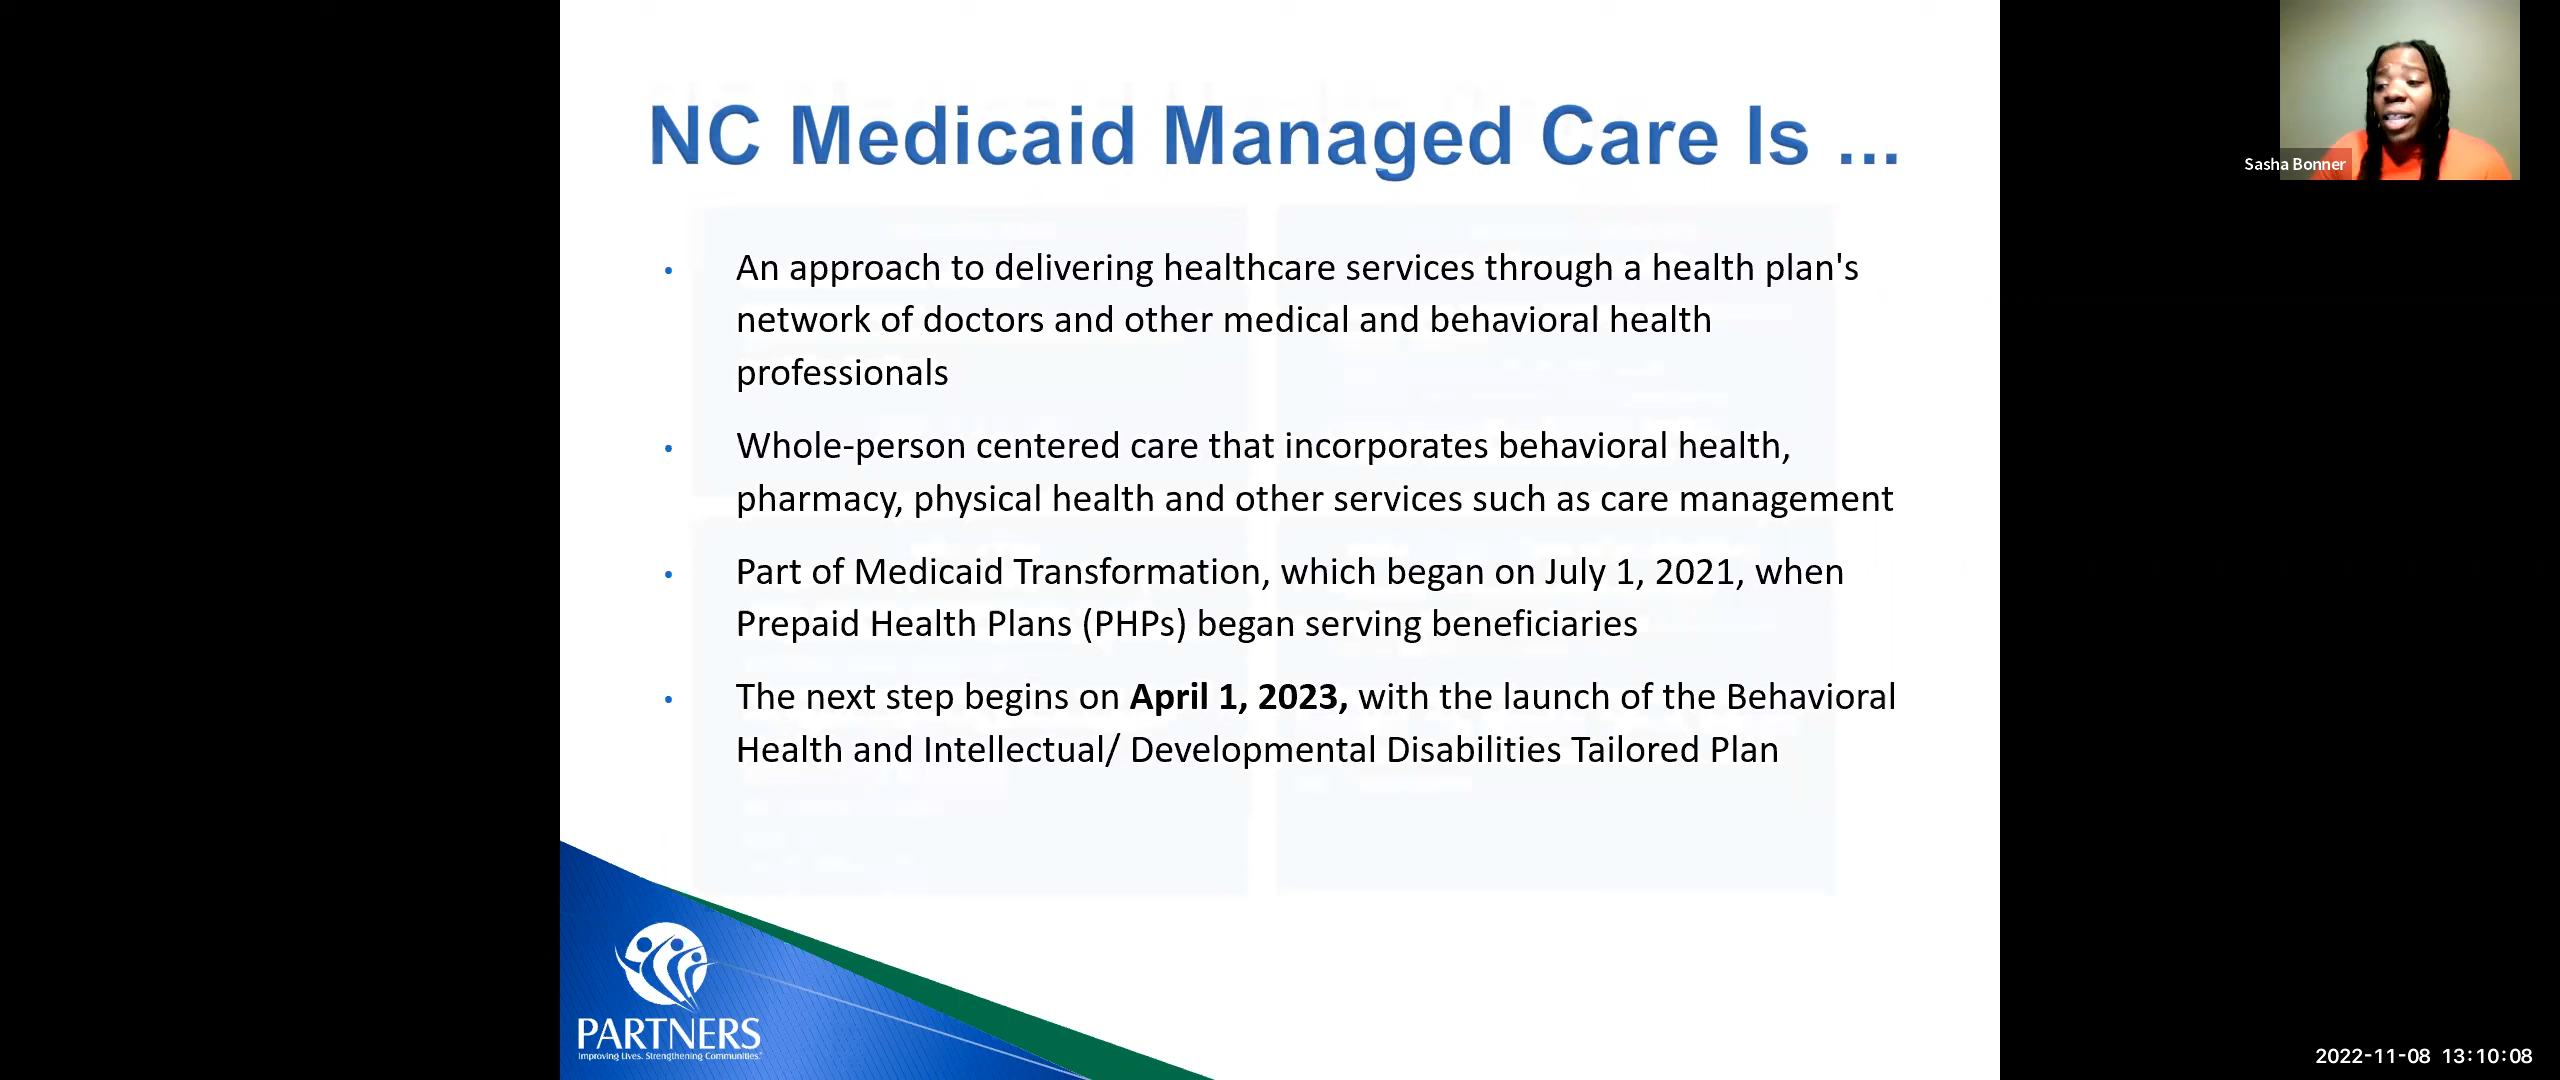 NC Medicaid Managed Care Is ...
Sasha Bonner
• An approach to delivering healthcare services through a health plan's
network of doctors and other medical and behavioral health
professionals
• Whole-person centered care that incorporates behavioral health,
pharmacy, physical health and other services such as care management
• Part of Medicaid Transformation, which began on July 1, 2021, when
Prepaid Health Plans (PHPs) began serving beneficiaries
• The next step begins on April 1, 2023, with the launch of the Behavioral
Health and Intellectual/ Developmental Disabilities Tailored Plan
PARTNERS
Improving Lives. Strengthening Communities.
2022-11-08 13:10:08